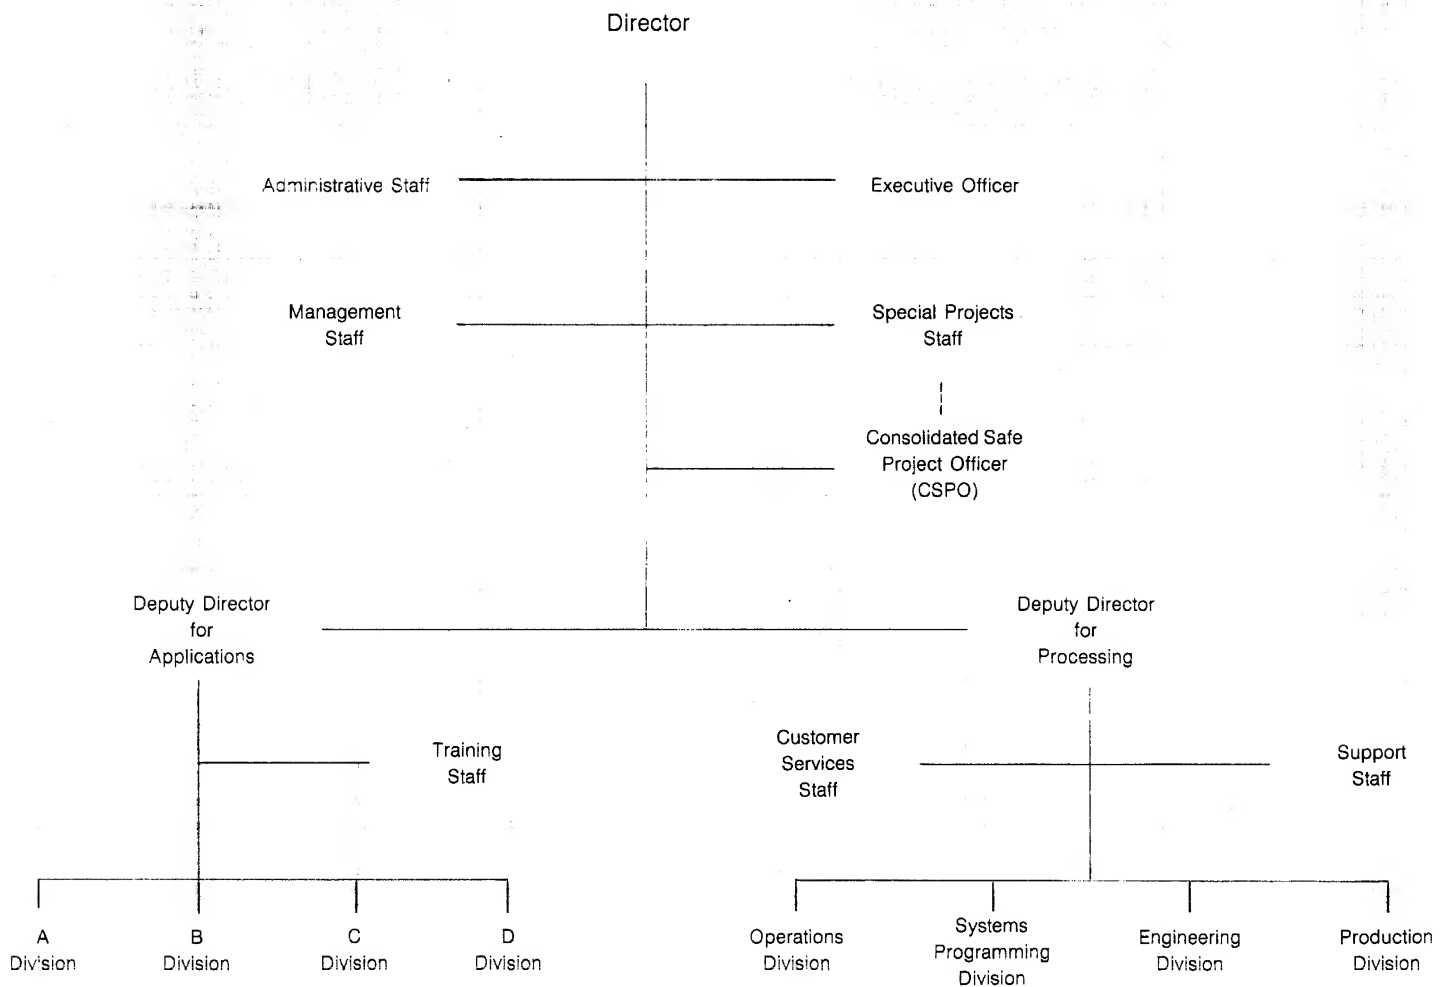 Director
Administrative Staff
Executive Officer
Management
Staff
Special Projects
Staff
Consolidated Safe
Project Officer
(CSPO)
Deputy Director
for
Applications
Deputy Director
for
Processing
Training
Staff
Customer
Services
Staff
Support
Staff
A
Division
B
Division
C
Division
D
Division
Operations
Division
Systems
Programming
Division
Engineering
Division
Production
Division